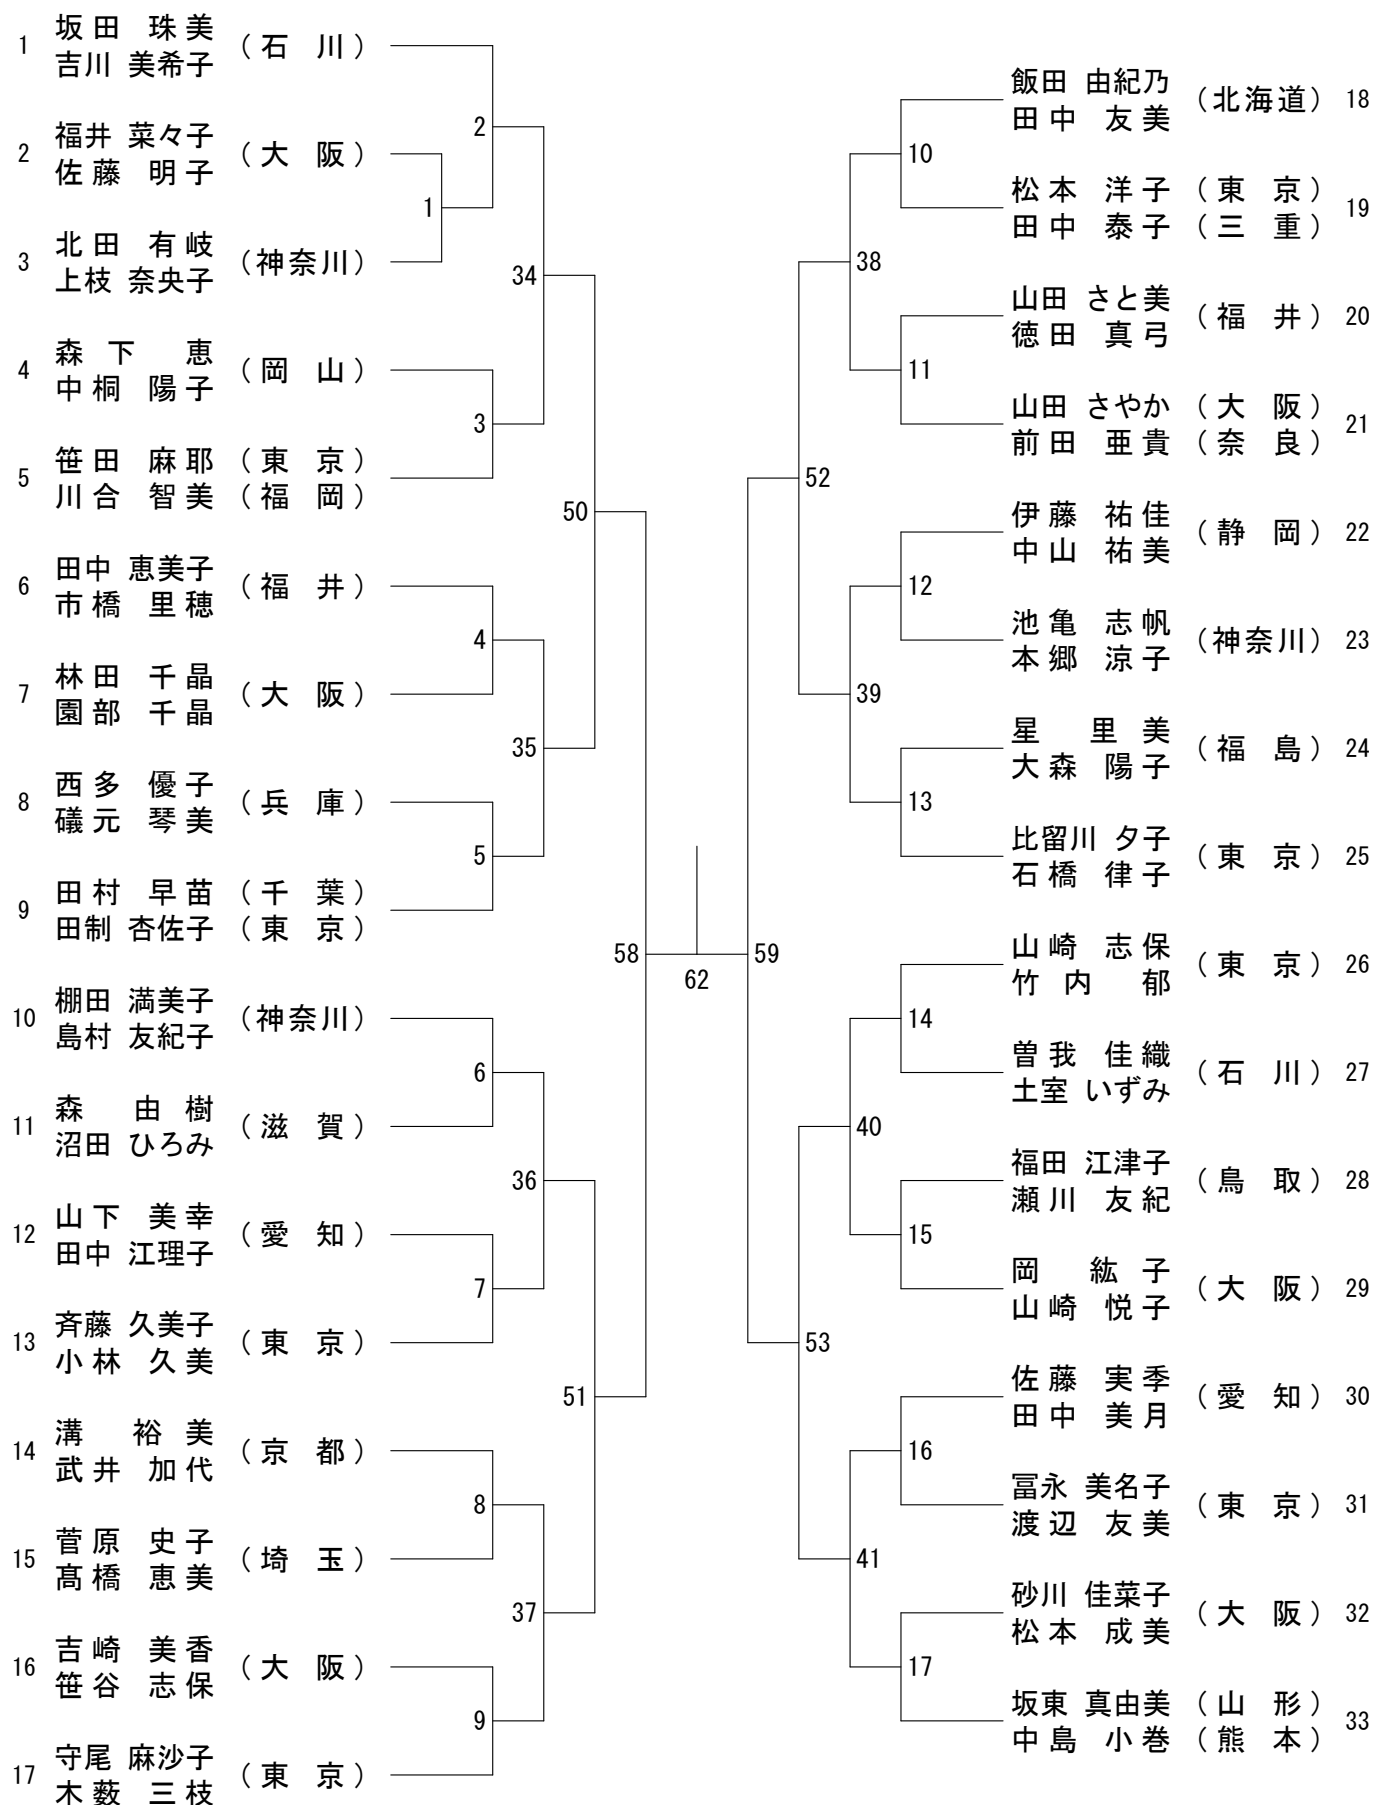 1 坂田 珠美 (石川)
吉川 美希子
2 福井 菜々子 (大阪)
佐藤 明子
3 北田 有岐 (神奈川)
上枝 奈央子
4 森下 恵 (岡山)
中桐 陽子
5 笹田 麻耶 (東京)
川合 智美 (福岡)
6 田中 恵美子 (福井)
市橋 里穂
7 林田 千晶 (大阪)
園部 千晶
8 西多 優子 (兵庫)
礒元 琴美
9 田村 早苗 (千葉)
田制 杏佐子 (東京)
10 棚田 満美子 (神奈川)
島村 友紀子
11 森 由樹 (滋賀)
沼田 ひろみ
12 山下 美幸 (愛知)
田中 江理子
13 斉藤 久美子 (東京)
小林 久美
14 溝 裕美 (京都)
武井 加代
15 菅原 史子 (埼玉)
髙橋 恵美
16 吉崎 美香 (大阪)
笹谷 志保
17 守尾 麻沙子 (東京)
木薮 三枝
2
1
34
3
50
4
35
5
58
6
36
7
51
8
37
9
62
59
52
38
10
11
39
12
13
53
40
14
15
41
16
17
飯田 由紀乃 (北海道) 18
田中 友美
松本 洋子 (東京) 19
田中 泰子 (三重)
山田 さと美 (福井) 20
徳田 真弓
山田 さやか (大阪) 21
前田 亜貴 (奈良)
伊藤 祐佳 (静岡) 22
中山 祐美
池亀 志帆 (神奈川) 23
本郷 涼子
星 里美 (福島) 24
大森 陽子
比留川 夕子 (東京) 25
石橋 律子
山崎 志保 (東京) 26
竹内 郁
曽我 佳織 (石川) 27
土室 いずみ
福田 江津子 (鳥取) 28
瀬川 友紀
岡 紘子 (大阪) 29
山崎 悦子
佐藤 実季 (愛知) 30
田中 美月
冨永 美名子 (東京) 31
渡辺 友美
砂川 佳菜子 (大阪) 32
松本 成美
坂東 真由美 (山形) 33
中島 小巻 (熊本)